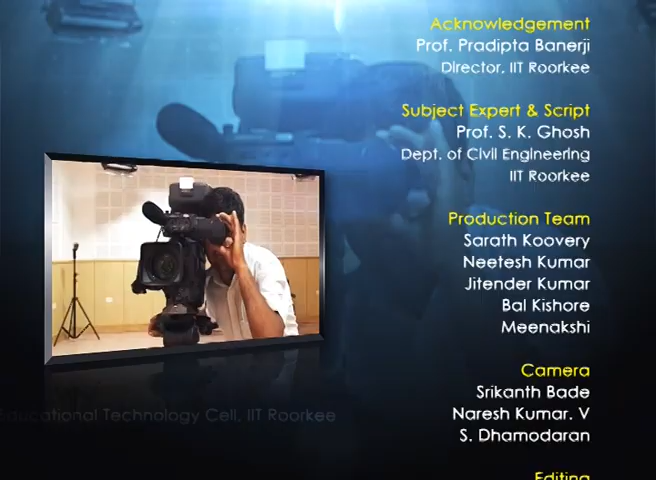 Acknowledgement
Prof. Pradipta Banerji
Director, IIT Roorkee
Subject Expert & Script
Prof. S. K. Ghosh
Dept. of Civil Engineering
IIT Roorkee
Production Team
Sarath Koovery
Neetesh Kumar
Jitender Kumar
Bal Kishore
Meenakshi
Camera
Srikanth Bade
Naresh Kumar. V
S. Dhamodaran
Editing
Educational Technology Cell, IIT Roorkee